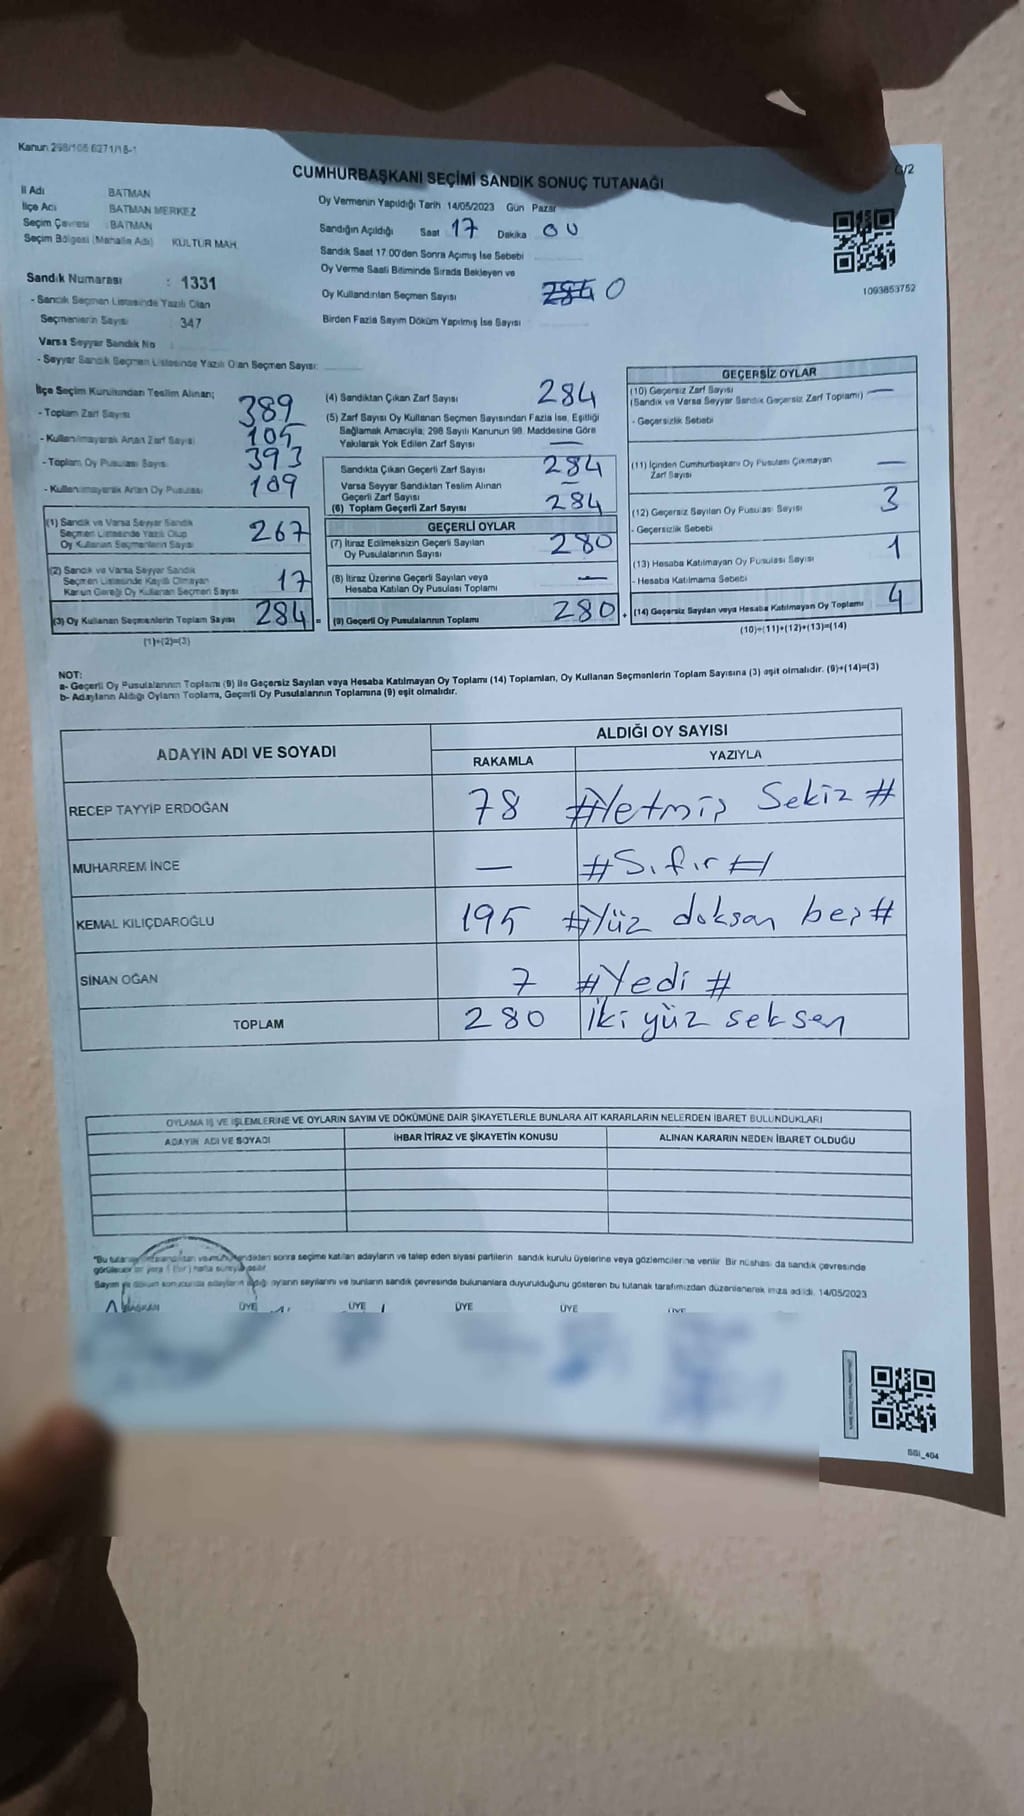 Kanun 298/105 6271/18-1
C/2
CUMHURBAŞKANI SEÇİMİ SANDIK SONUÇ TUTANAĞI
İl Adı BATMAN
İlçe Adı BATMAN MERKEZ
Seçim Çevresi : BATMAN
Seçim Bölgesi (Mahalle Adı) KÜLTÜR MAH.
Sandık Numarası : 1331
- Sandık Seçmen Listesinde Yazılı Olan
Seçmenlerin Sayısı 347
Varsa Seyyar Sandık No
- Seyyar Sandık Seçmen Listesinde Yazılı Olan Seçmen Sayısı:
Oy Vermenin Yapıldığı Tarih 14/05/2023 Gün Pazar
Sandığın Açıldığı Saat 17 Dakika 00
Sandık Saat 17:00'den Sonra Açımış İse Sebebi
Oy Verme Saati Bitiminde Sırada Bekleyen ve
Oy Kullandırılan Seçmen Sayısı 284 0
Birden Fazla Sayım Döküm Yapılmış İse Sayısı
1093853752
İlçe Seçim Kurulundan Teslim Alınan;
- Toplam Zarf Sayısı 389
- Kullanılmayarak Artan Zarf Sayısı 105
- Toplam Oy Pusulası Sayısı 393
- Kullanılmayarak Artan Oy Pusulası 109
(1) Sandık ve Varsa Seyyar Sandık
Seçmen Listesinde Yazılı Olup
Oy Kullanan Seçmenlerin Sayısı 267
(2) Sandık ve Varsa Seyyar Sandık
Seçmen Listesinde Kayıtlı Olmayan
Kanun Gereği Oy Kullanan Seçmen Sayısı 17
(3) Oy Kullanan Seçmenlerin Toplam Sayısı 284 =
(1)+(2)=(3)
(4) Sandıktan Çıkan Zarf Sayısı 284
(5) Zarf Sayısı Oy Kullanan Seçmen Sayısından Fazla İse, Eşitliği
Sağlamak Amacıyla; 298 Sayılı Kanunun 98. Maddesine Göre
Yakılarak Yok Edilen Zarf Sayısı —
Sandıkta Çıkan Geçerli Zarf Sayısı 284
Varsa Seyyar Sandıktan Teslim Alınan
Geçerli Zarf Sayısı —
(6) Toplam Geçerli Zarf Sayısı 284
GEÇERLİ OYLAR
(7) İtiraz Edilmeksizin Geçerli Sayılan
Oy Pusulalarının Sayısı 280
(8) İtiraz Üzerine Geçerli Sayılan veya
Hesaba Katılan Oy Pusulası Toplamı —
(9) Geçerli Oy Pusulalarının Toplamı 280 +
GEÇERSİZ OYLAR
(10) Geçersiz Zarf Sayısı
(Sandık ve Varsa Seyyar Sandık Geçersiz Zarf Toplamı) —
- Geçersizlik Sebebi
(11) İçinden Cumhurbaşkanı Oy Pusulası Çıkmayan
Zarf Sayısı —
(12) Geçersiz Sayılan Oy Pusulası Sayısı 3
- Geçersizlik Sebebi
(13) Hesaba Katılmayan Oy Pusulası Sayısı 1
- Hesaba Katılmama Sebebi
(14) Geçersiz Sayılan veya Hesaba Katılmayan Oy Toplamı 4
(10)+(11)+(12)+(13)=(14)
NOT:
a- Geçerli Oy Pusulalarının Toplamı (9) ile Geçersiz Sayılan veya Hesaba Katılmayan Oy Toplamı (14) Toplamları, Oy Kullanan Seçmenlerin Toplam Sayısına (3) eşit olmalıdır. (9)+(14)=(3)
b- Adayların Aldığı Oyların Toplamı, Geçerli Oy Pusulalarının Toplamına (9) eşit olmalıdır.
ADAYIN ADI VE SOYADI
ALDIĞI OY SAYISI
RAKAMLA YAZIYLA
RECEP TAYYİP ERDOĞAN 78 #Yetmiş Sekiz #
MUHARREM İNCE — #Sıfır#
KEMAL KILIÇDAROĞLU 195 #Yüz doksan beş#
SİNAN OĞAN 7 #Yedi #
TOPLAM 280 iki yüz seksen
OYLAMA İŞ VE İŞLEMLERİNE VE OYLARIN SAYIM VE DÖKÜMÜNE DAİR ŞİKAYETLERLE BUNLARA AİT KARARLARIN NELERDEN İBARET BULUNDUKLARI
ADAYIN ADI VE SOYADI İHBAR İTİRAZ VE ŞİKAYETİN KONUSU ALINAN KARARIN NEDEN İBARET OLDUĞU
*Bu sonra seçime katılan adayların ve talep eden siyasi partilerin sandık kurulu üyelerine veya gözlemcilerine verilir. Bir nüshası da sandık çevresinde
hafta süreyle asılır.
Sayım ve döküm sonucunda adayların aldığı oyların sayılarını ve bunların sandık çevresinde bulunanlara duyurulduğunu gösteren bu tutanak tarafımızdan düzenlenerek imza edildi. 14/05/2023
BAŞKAN ÜYE ÜYE ÜYE ÜYE ÜYE
SSI_404